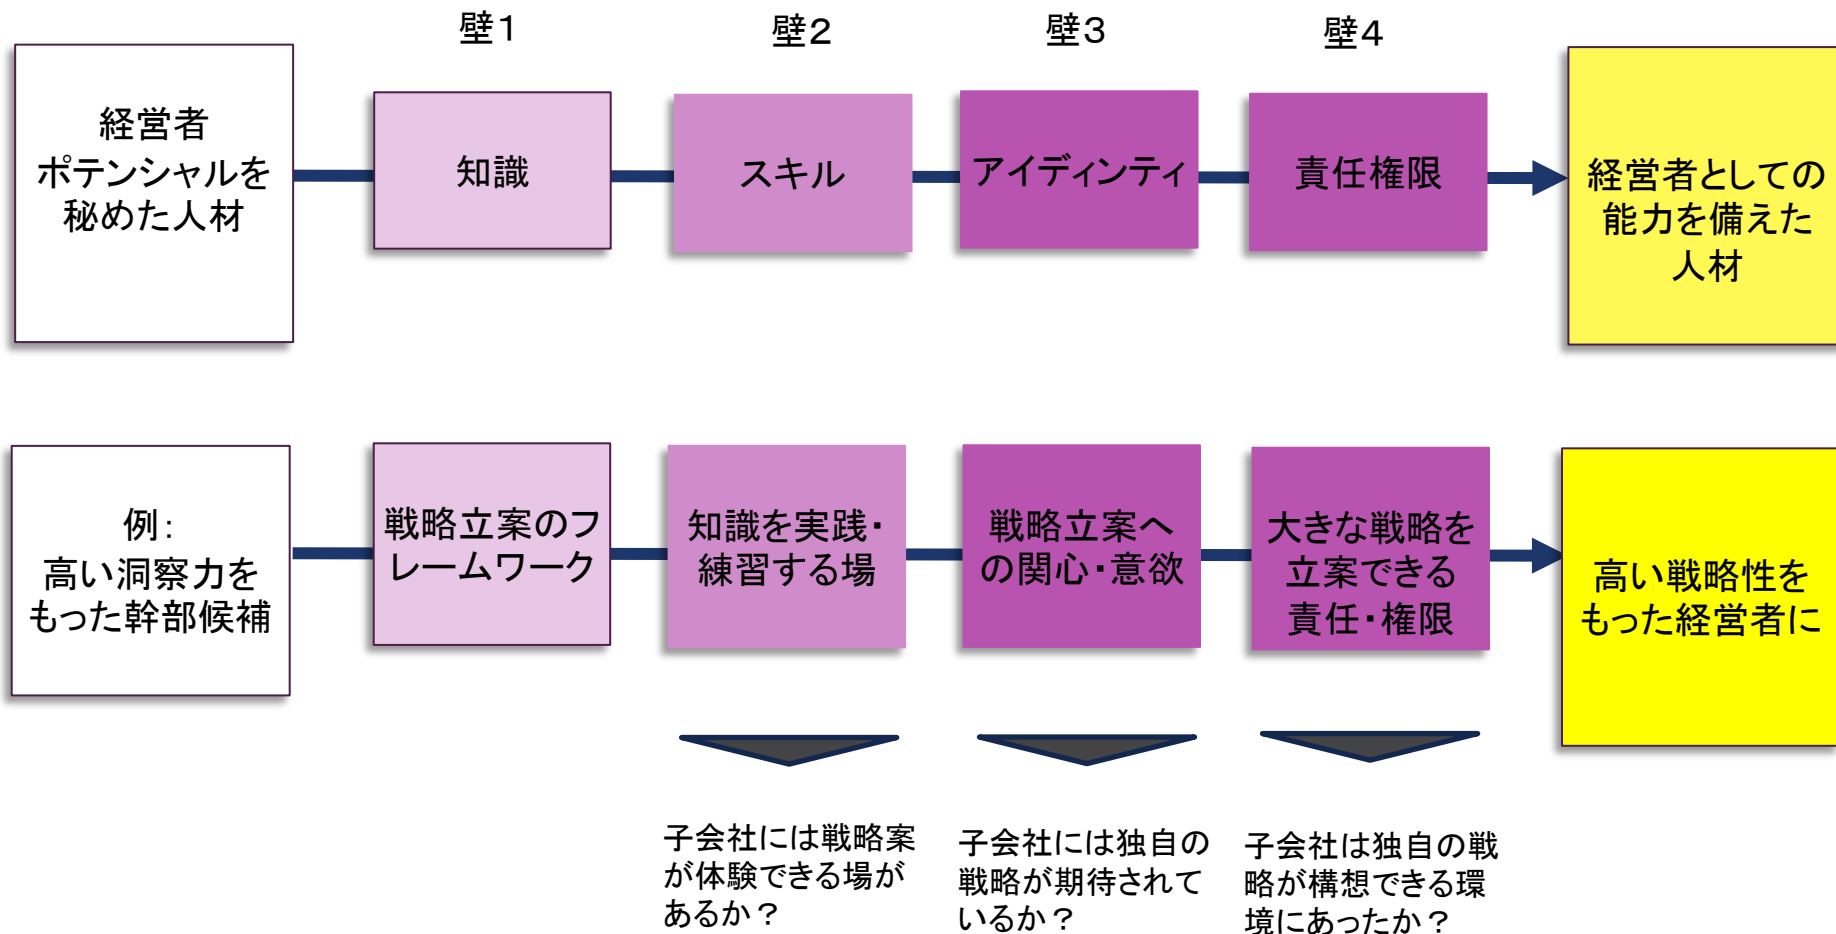 壁1
壁2
壁3
壁4
経営者
ポテンシャルを
秘めた人材
知識
スキル
アイディンティ
責任権限
経営者としての
能力を備えた
人材
例：
高い洞察力を
もった幹部候補
戦略立案のフ
レームワーク
知識を実践・
練習する場
戦略立案へ
の関心・意欲
大きな戦略を
立案できる
責任・権限
高い戦略性を
もった経営者に
子会社には戦略案
が体験できる場が
あるか？
子会社には独自の
戦略が期待されて
いるか？
子会社は独自の戦
略が構想できる環
境にあったか？